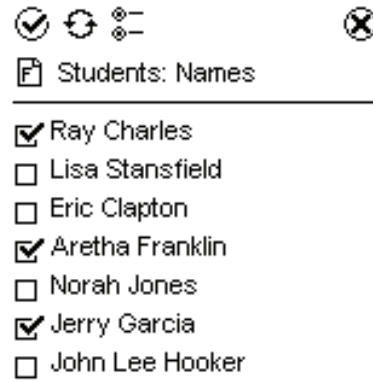 Students: Names
Ray Charles
Lisa Stansfield
Eric Clapton
Aretha Franklin
Norah Jones
Jerry Garcia
John Lee Hooker